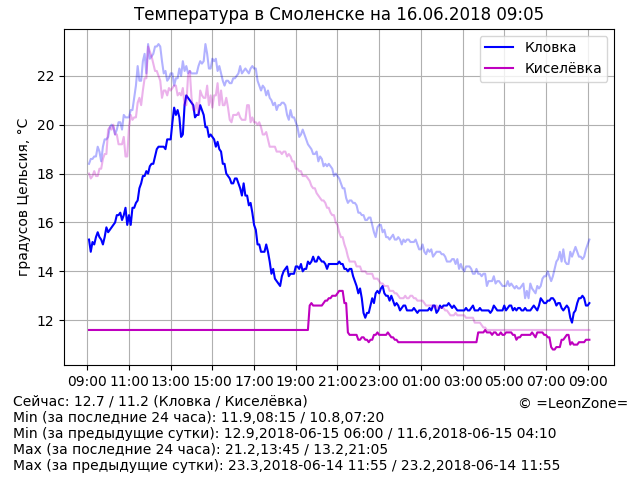 Температура в Смоленске на 16.06.2018 09:05
Кловка
Киселёвка
градусов Цельсия, °C
22
20
18
16
14
12
09:00 11:00 13:00 15:00 17:00 19:00 21:00 23:00 01:00 03:00 05:00 07:00 09:00
Сейчас: 12.7 / 11.2 (Кловка / Киселёвка)
© =LeonZone=
Min (за последние 24 часа): 11.9,08:15 / 10.8,07:20
Min (за предыдущие сутки): 12.9,2018-06-15 06:00 / 11.6,2018-06-15 04:10
Max (за последние 24 часа): 21.2,13:45 / 13.2,21:05
Max (за предыдущие сутки): 23.3,2018-06-14 11:55 / 23.2,2018-06-14 11:55